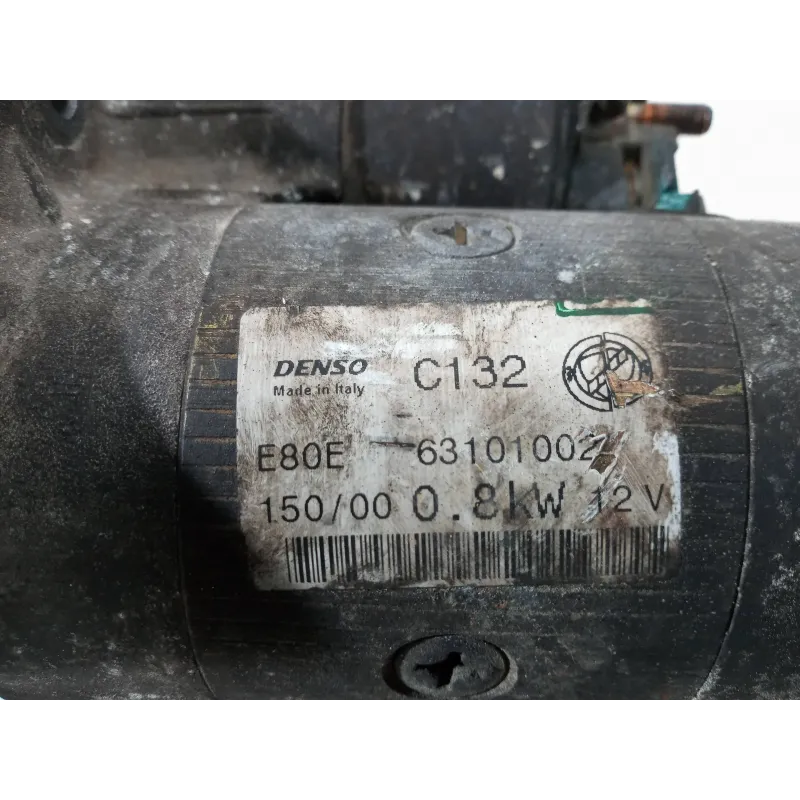 DENSO C132
Made in Italy
E80E 63101002
150/00 0.8kW 12V